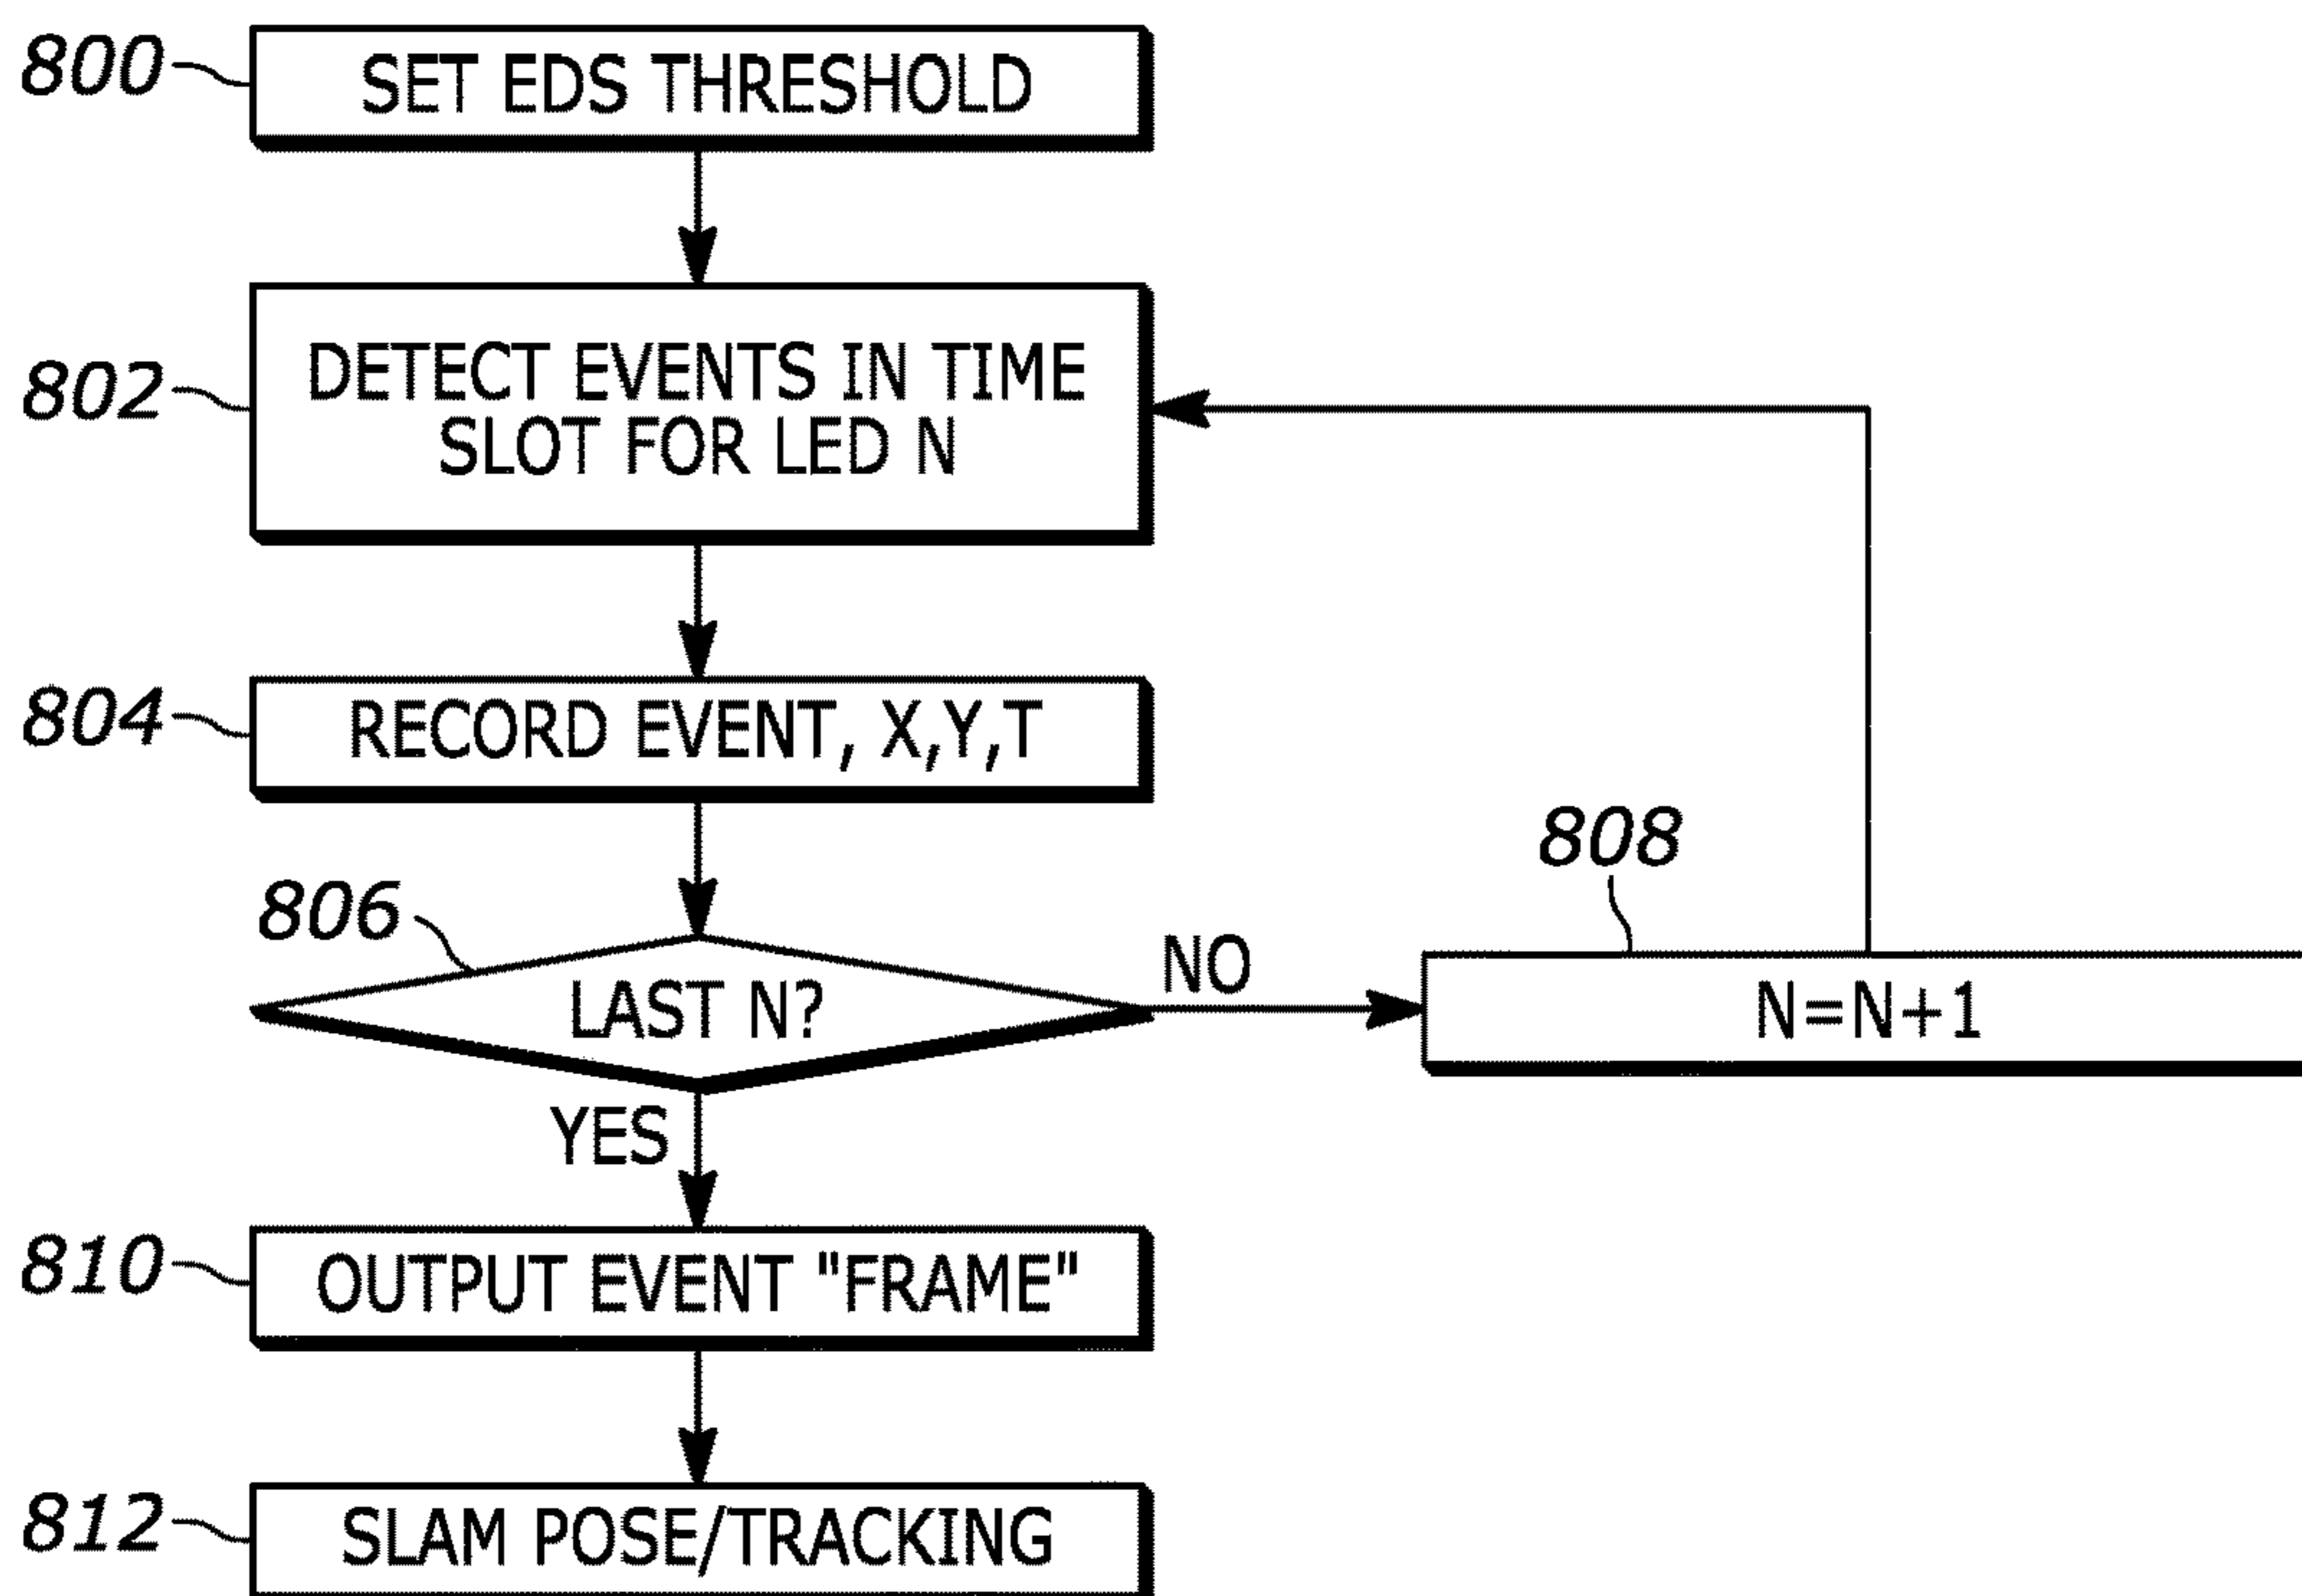 800
SET EDS THRESHOLD
802
DETECT EVENTS IN TIME
SLOT FOR LED N
804
RECORD EVENT, X,Y,T
806
LAST N?
NO
808
N=N+1
YES
810
OUTPUT EVENT "FRAME"
812
SLAM POSE/TRACKING